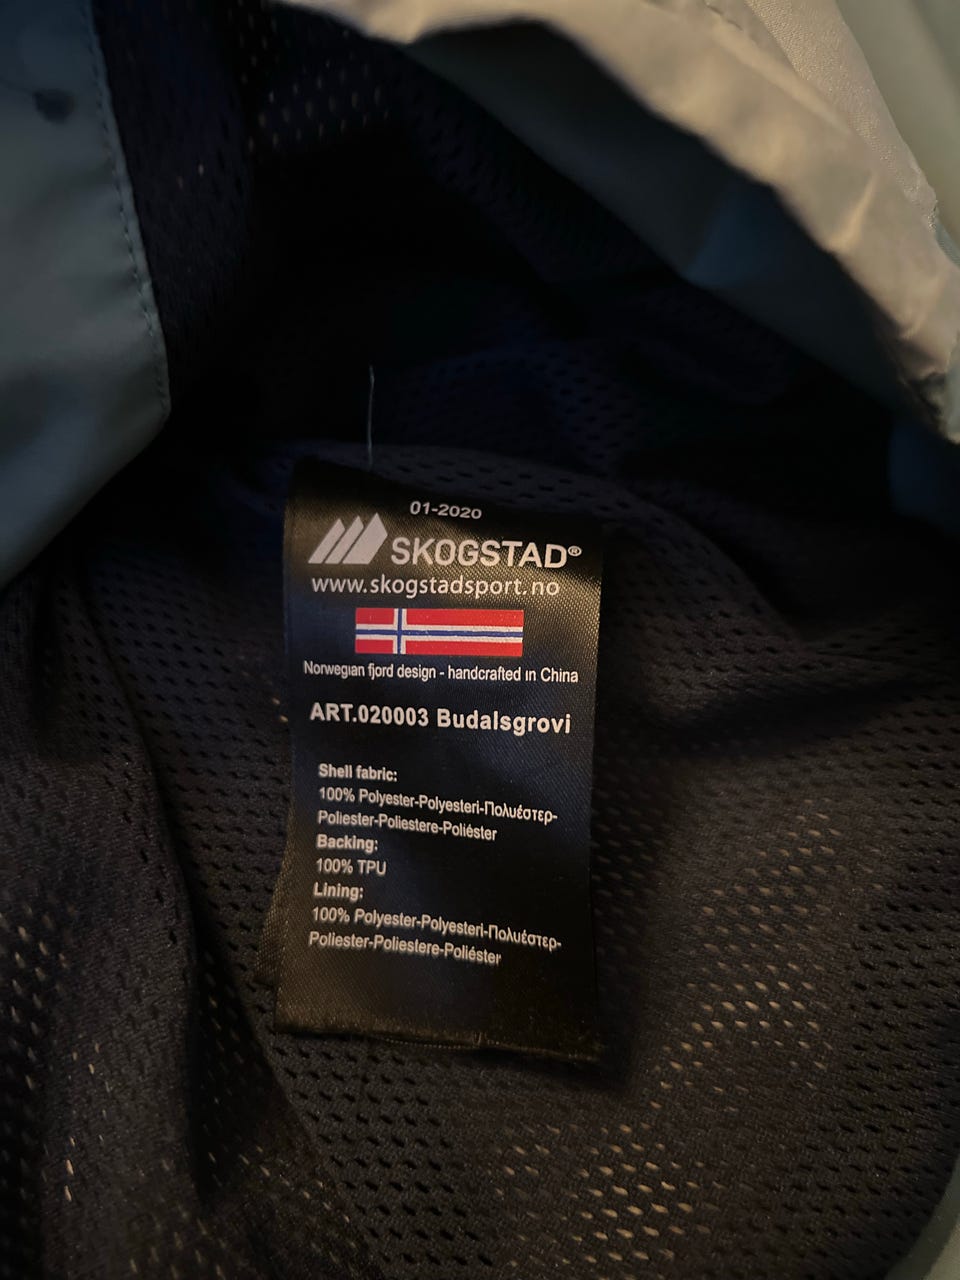 01-2020
SKOGSTAD®
www.skogstadsport.no
Norwegian fjord design - handcrafted in China
ART.020003 Budalsgrovi
Shell fabric:
100% Polyester-Polyesteri-Πολυέστερ-
Poliester-Poliestere-Poliéster
Backing:
100% TPU
Lining:
100% Polyester-Polyesteri-Πολυέστερ-
Poliester-Poliestere-Poliéster